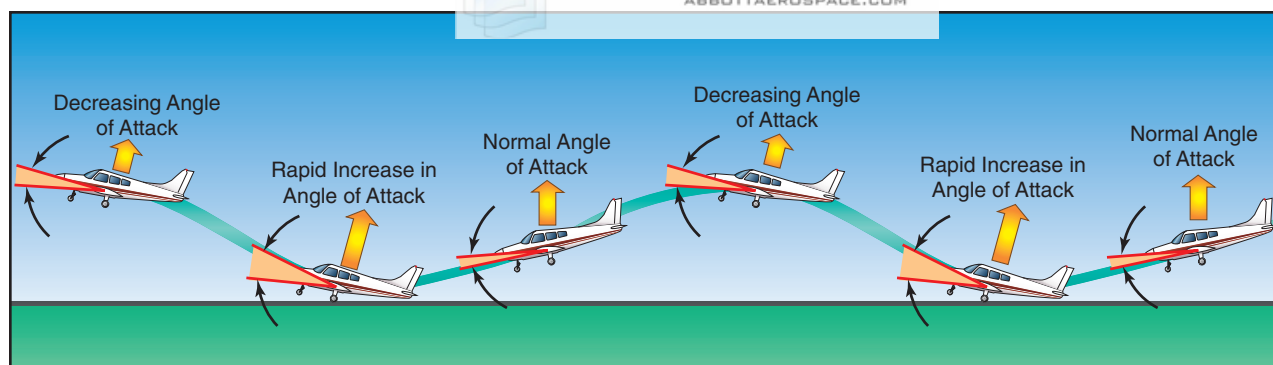 ABBOTTAEROSPACE.COM
Decreasing Angle
of Attack
Rapid Increase in
Angle of Attack
Normal Angle
of Attack
Decreasing Angle
of Attack
Rapid Increase in
Angle of Attack
Normal Angle
of Attack